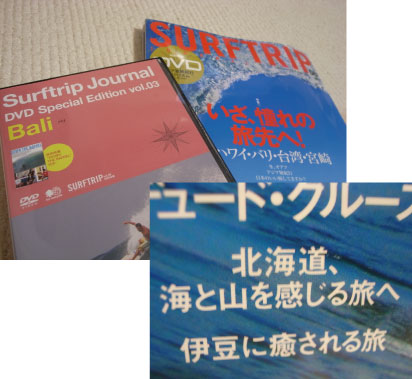 Surftrip Journal
DVD Special Edition vol.03
Bali
SURFTRIP
DVD
SURFTRIP
DVD
いざ、憧れの
旅先へ!
ハワイ・バリ・台湾・宮崎
ュード・クルーズ
北海道、
海と山を感じる旅へ
伊豆に癒される旅